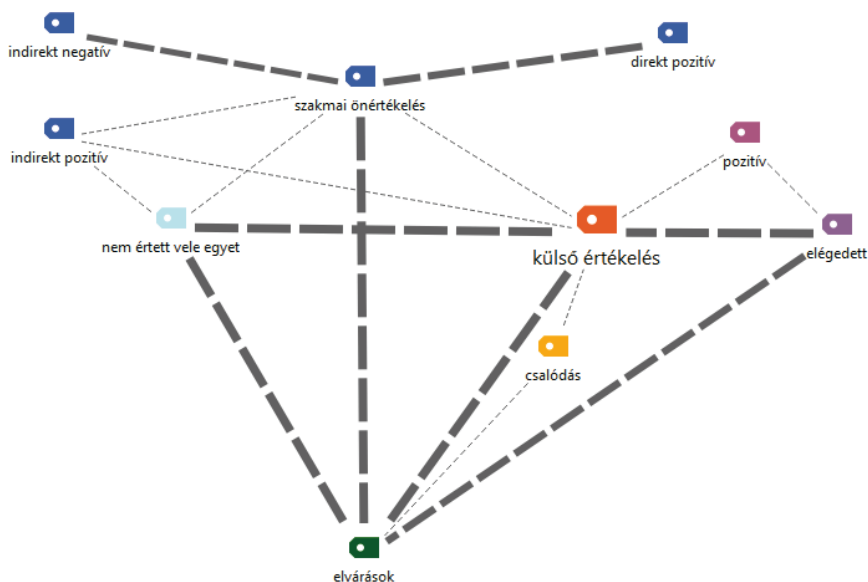 indirekt negatív
direkt pozitív
szakmai önértékelés
indirekt pozitív
pozitív
nem értett vele egyet
külső értékelés
elégedett
csalódás
elvárások